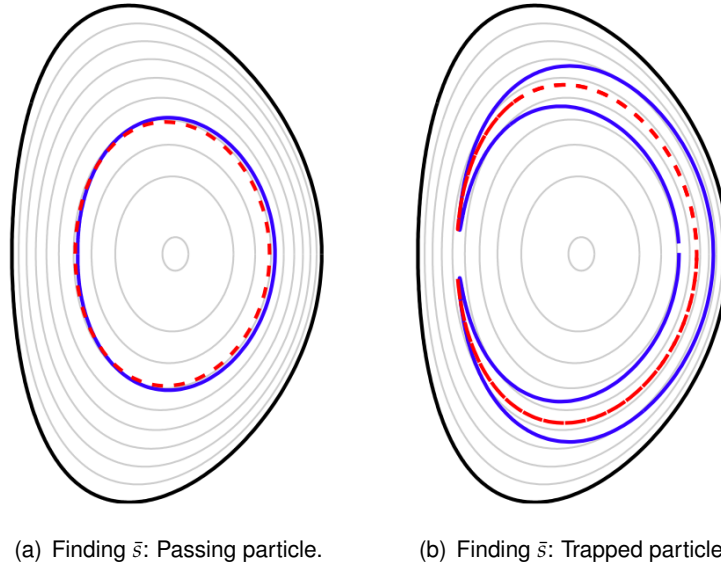 (a) Finding s̄: Passing particle.
(b) Finding s̄: Trapped particle